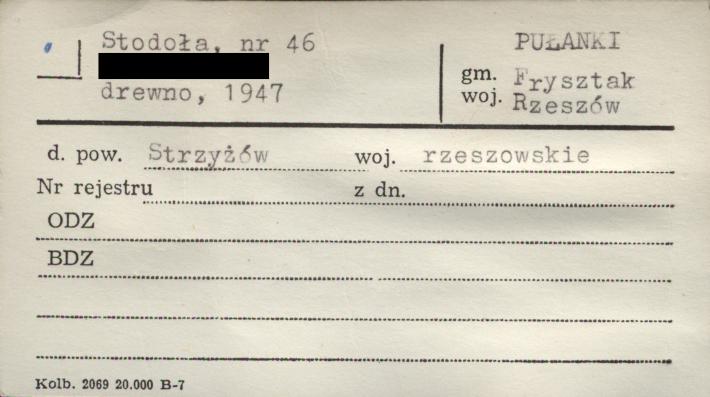 Stodoła, nr 46
drewno, 1947
PUŁANKI
gm. Frysztak
woj. Rzeszów
d. pow. Strzyżów woj. rzeszowskie
Nr rejestru z dn.
ODZ
BDZ
Kolb. 2069 20.000 B-7